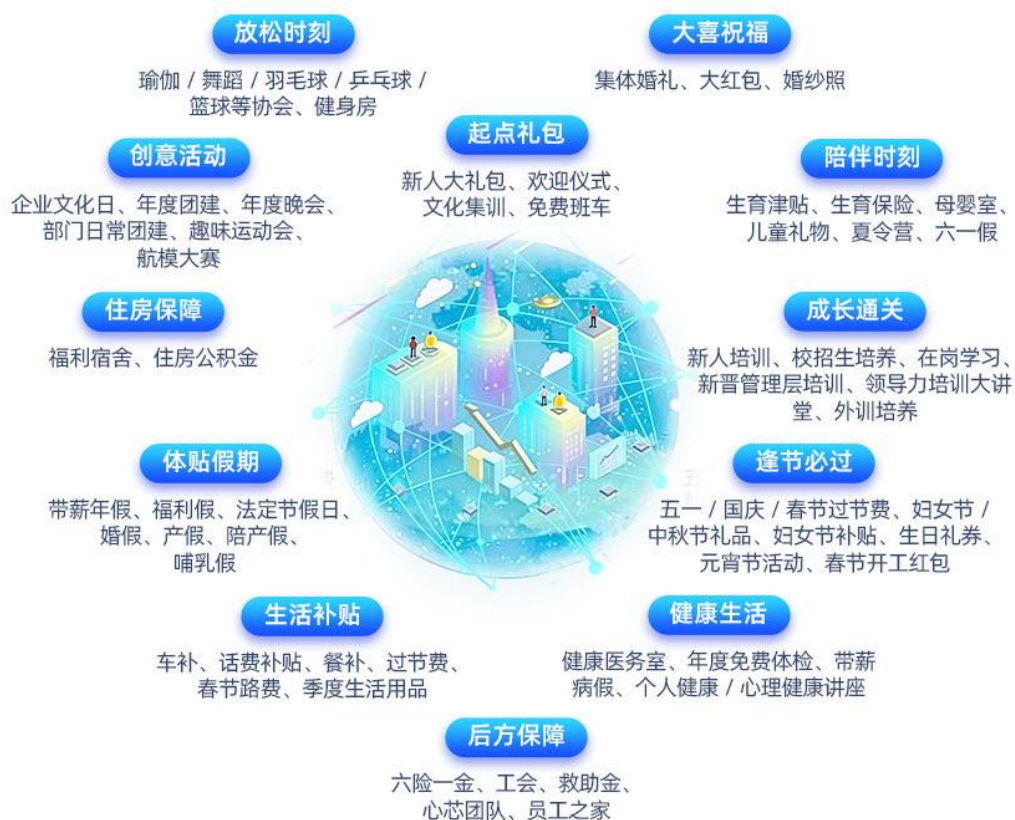 放松时刻
瑜伽 / 舞蹈 / 羽毛球 / 乒乓球 /
篮球等协会、健身房
大喜祝福
集体婚礼、大红包、婚纱照
起点礼包
新人大礼包、欢迎仪式、
文化集训、免费班车
创意活动
企业文化日、年度团建、年度晚会、
部门日常团建、趣味运动会、
航模大赛
陪伴时刻
生育津贴、生育保险、母婴室、
儿童礼物、夏令营、六一假
住房保障
福利宿舍、住房公积金
成长通关
新人培训、校招生培养、在岗学习、
新晋管理层培训、领导力培训大讲
堂、外训培养
体贴假期
带薪年假、福利假、法定节假日、
婚假、产假、陪产假、
哺乳假
逢节必过
五一 / 国庆 / 春节过节费、妇女节 /
中秋节礼品、妇女节补贴、生日礼券、
元宵节活动、春节开工红包
生活补贴
车补、话费补贴、餐补、过节费、
春节路费、季度生活用品
健康生活
健康医务室、年度免费体检、带薪
病假、个人健康 / 心理健康讲座
后方保障
六险一金、工会、救助金、
心芯团队、员工之家